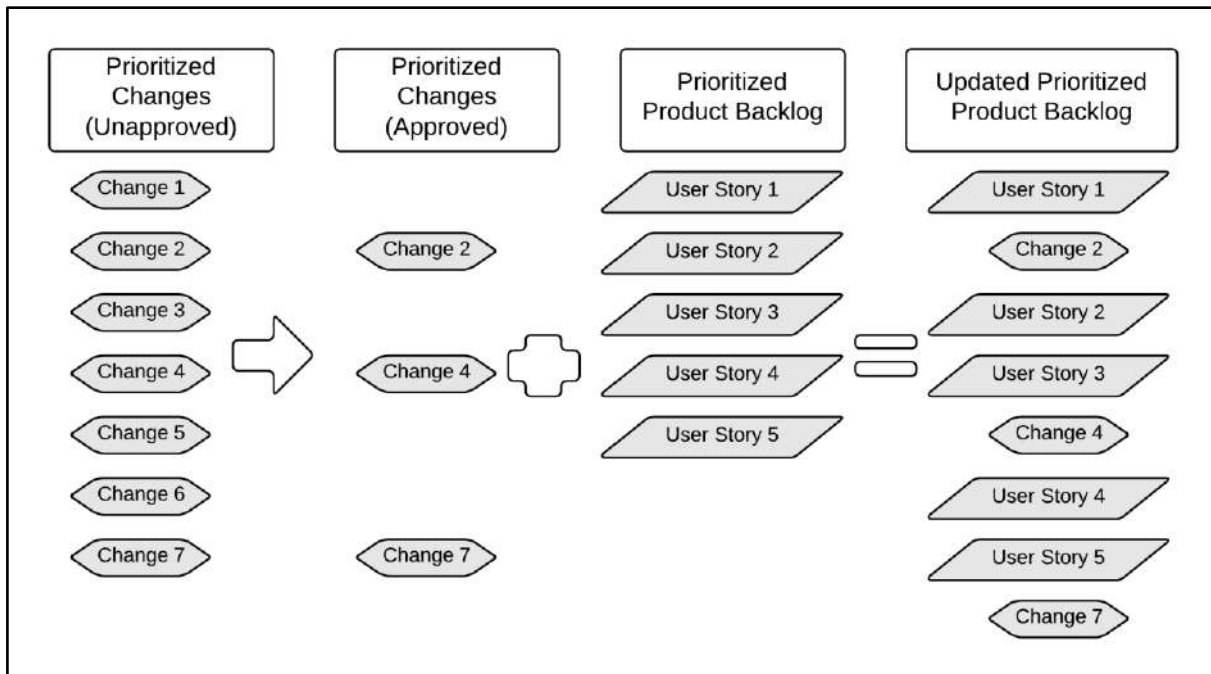 Prioritized
Changes
(Unapproved)
Prioritized
Changes
(Approved)
Prioritized
Product Backlog
Updated Prioritized
Product Backlog
Change 1
Change 2
Change 3
Change 4
Change 5
Change 6
Change 7
Change 2
Change 4
Change 7
User Story 1
User Story 2
User Story 3
User Story 4
User Story 5
User Story 1
Change 2
User Story 2
User Story 3
Change 4
User Story 4
User Story 5
Change 7